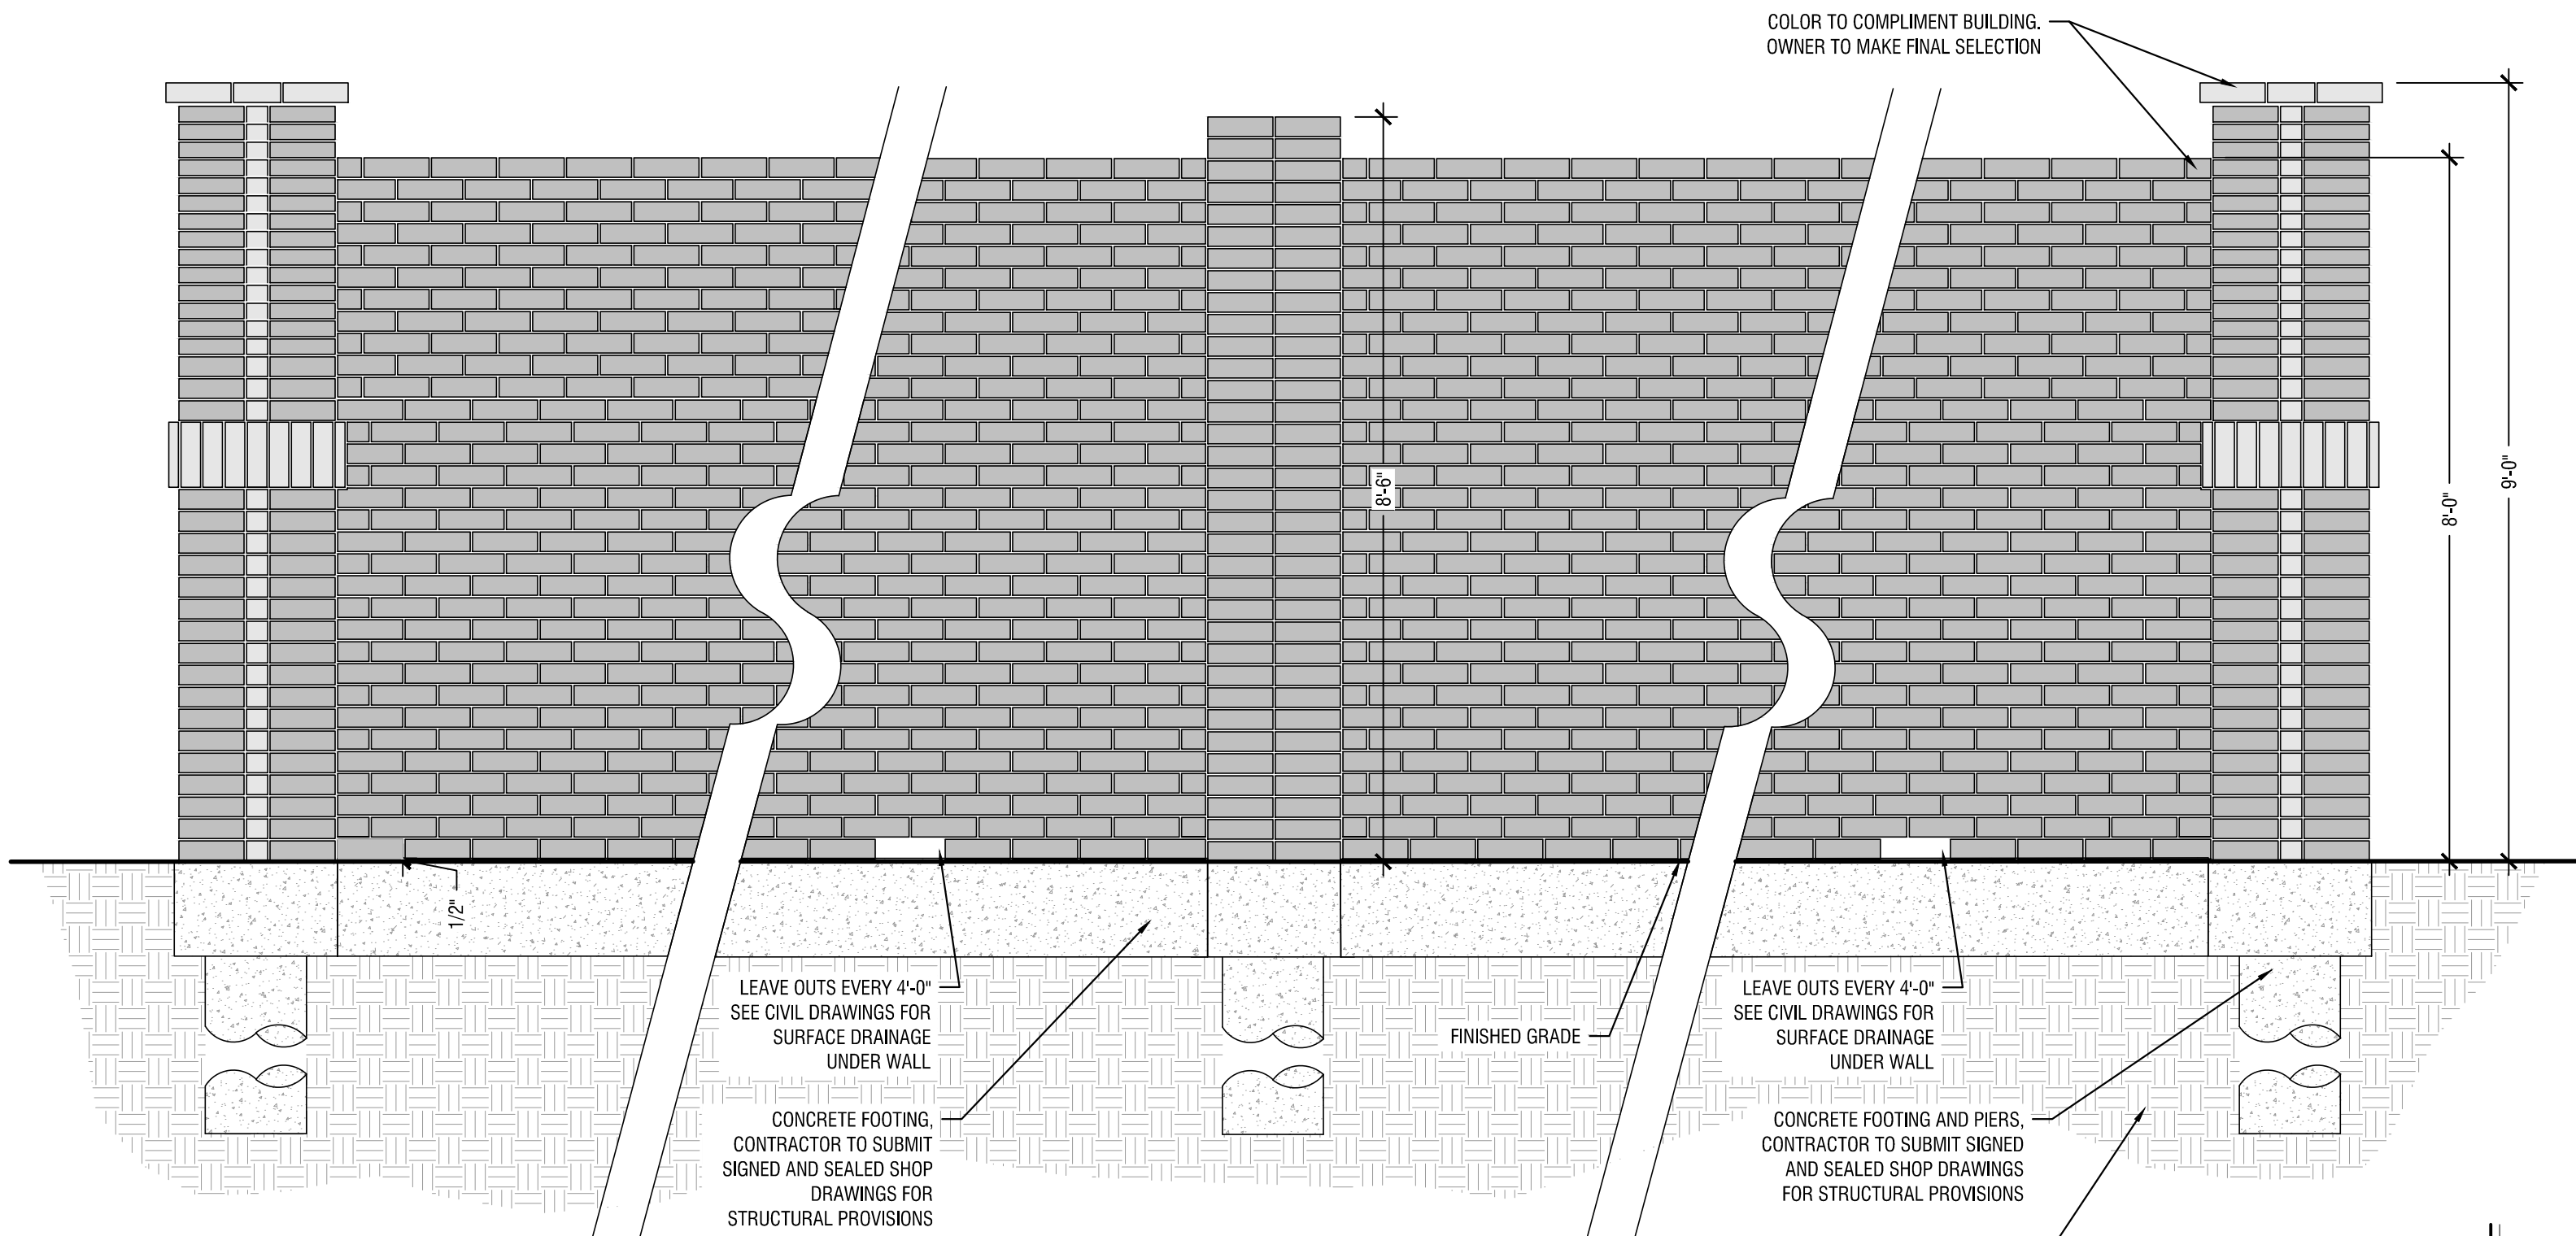 COLOR TO COMPLIMENT BUILDING.
OWNER TO MAKE FINAL SELECTION
8'-6"
8'-0"
9'-0"
1/2"
LEAVE OUTS EVERY 4'-0"
SEE CIVIL DRAWINGS FOR
SURFACE DRAINAGE
UNDER WALL
CONCRETE FOOTING,
CONTRACTOR TO SUBMIT
SIGNED AND SEALED SHOP
DRAWINGS FOR
STRUCTURAL PROVISIONS
FINISHED GRADE
LEAVE OUTS EVERY 4'-0"
SEE CIVIL DRAWINGS FOR
SURFACE DRAINAGE
UNDER WALL
CONCRETE FOOTING AND PIERS,
CONTRACTOR TO SUBMIT SIGNED
AND SEALED SHOP DRAWINGS
FOR STRUCTURAL PROVISIONS